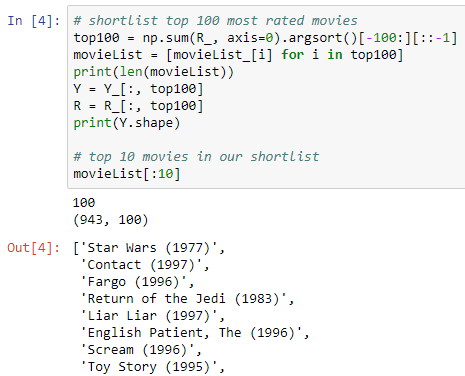 In [4]: # shortlist top 100 most rated movies
top100 = np.sum(R_, axis=0).argsort()[-100:][::-1]
movieList = [movieList_[i] for i in top100]
print(len(movieList))
Y = Y_[:, top100]
R = R_[:, top100]
print(Y.shape)

# top 10 movies in our shortlist
movieList[:10]

100
(943, 100)

Out[4]: ['Star Wars (1977)',
'Contact (1997)',
'Fargo (1996)',
'Return of the Jedi (1983)',
'Liar Liar (1997)',
'English Patient, The (1996)',
'Scream (1996)',
'Toy Story (1995)',